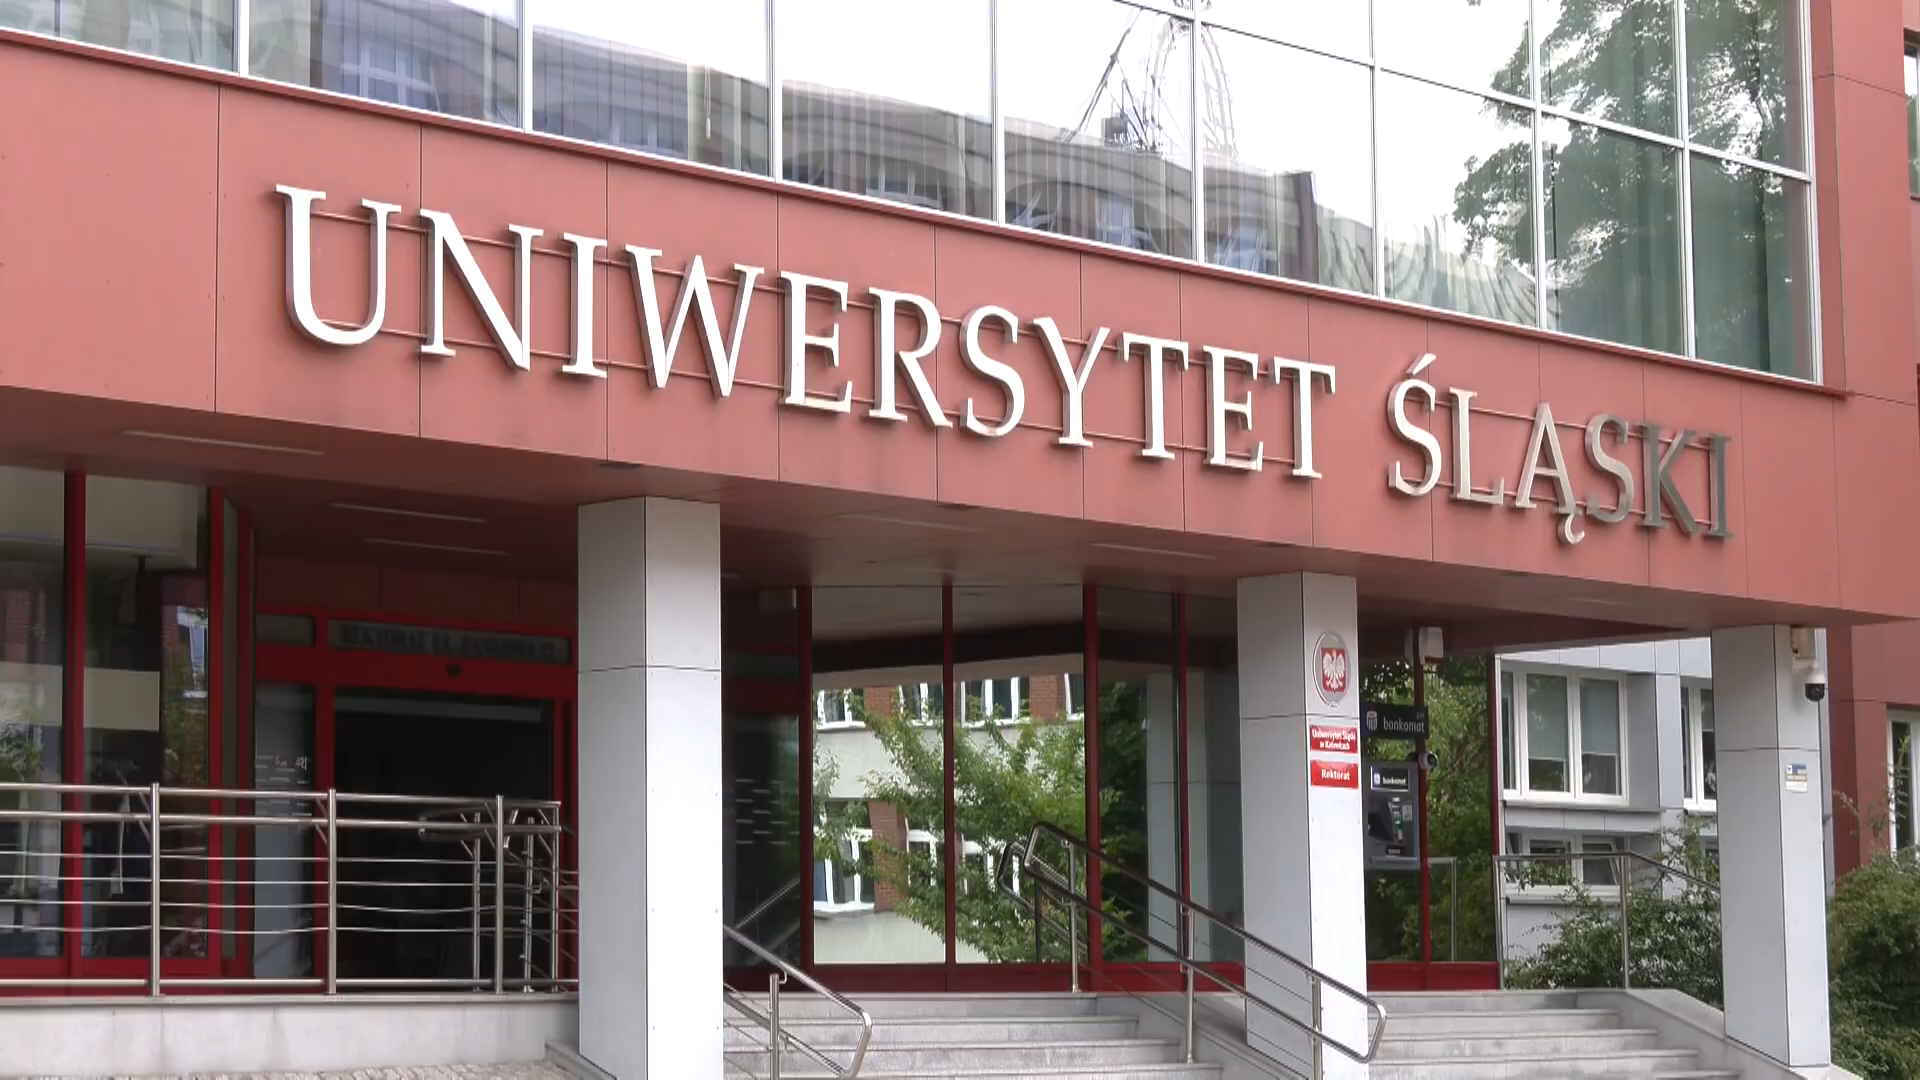 UNIWERSYTET ŚLĄSKI
bankomat
Uniwersytet Śląski
w Katowicach
Rektorat
bankomat